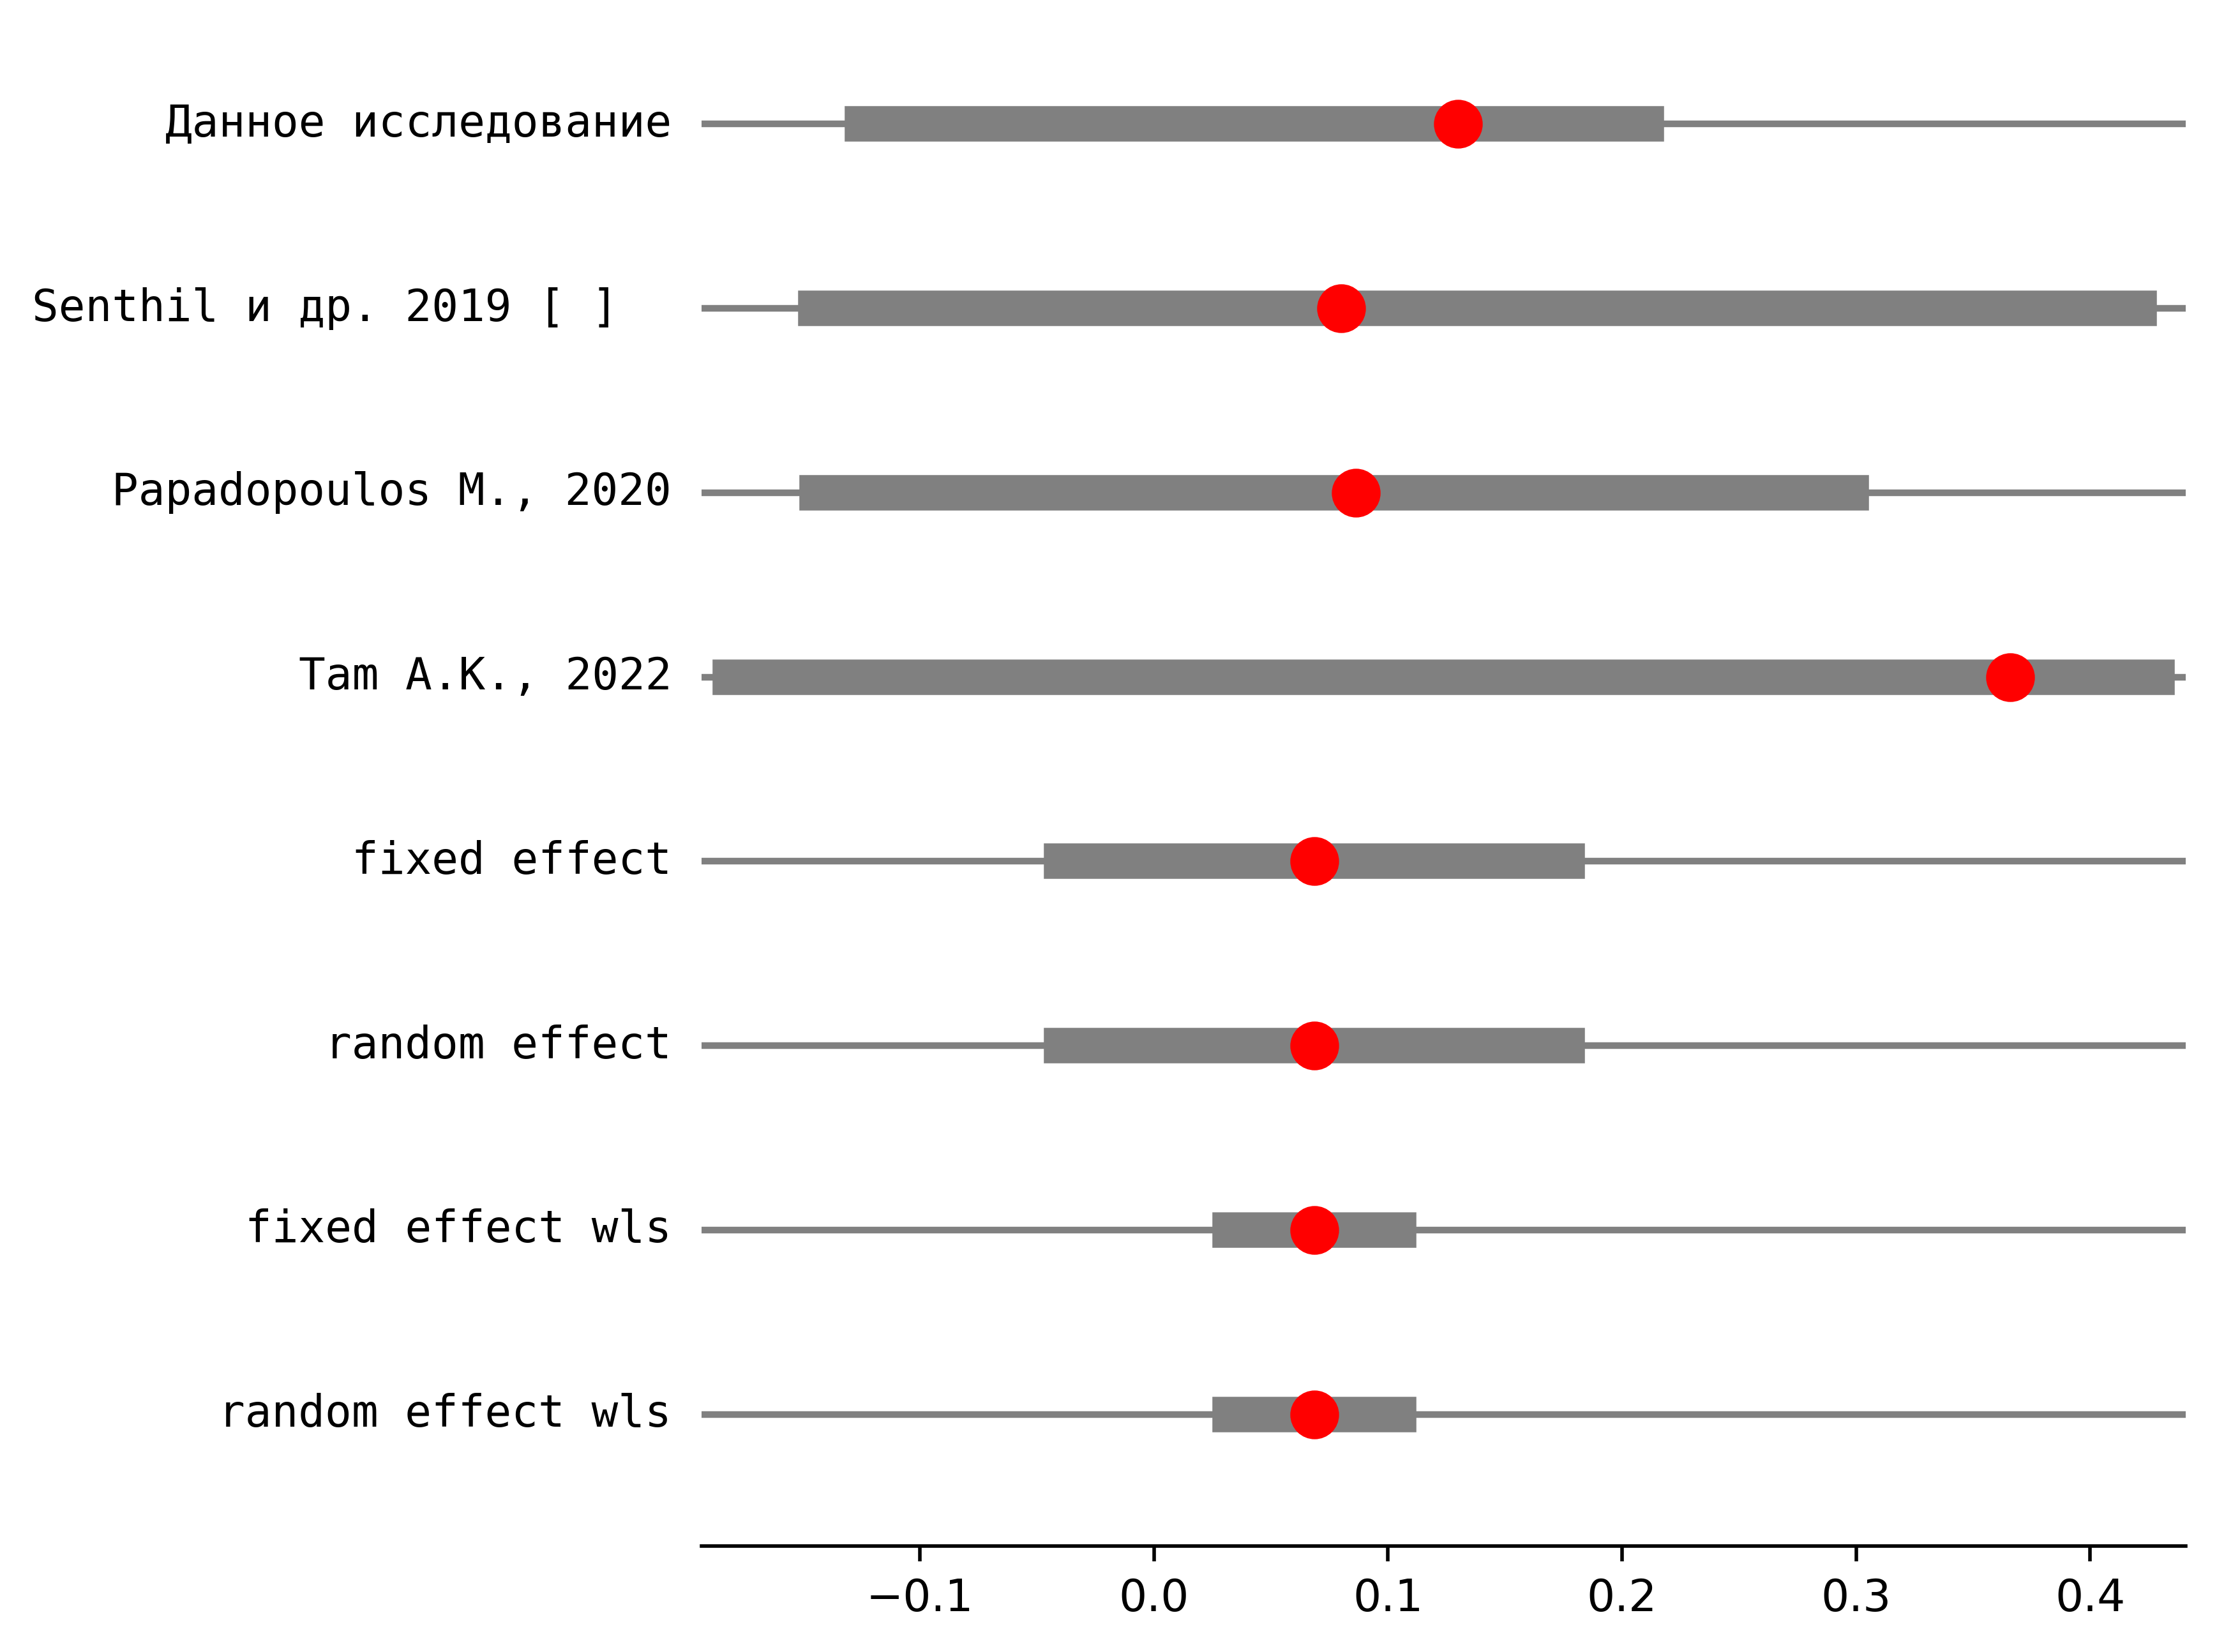 Данное исследование
Senthil и др. 2019 [ ]
Papadopoulos M., 2020
Tam A.K., 2022
fixed effect
random effect
fixed effect wls
random effect wls
−0.1 0.0 0.1 0.2 0.3 0.4